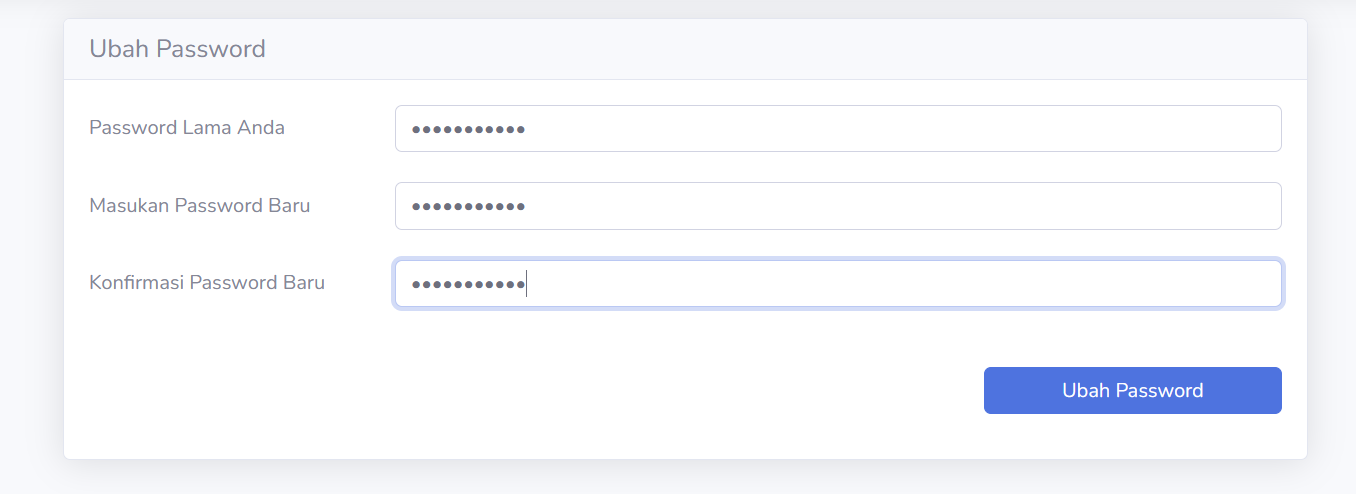 Ubah Password
Password Lama Anda
•••••••••••
Masukan Password Baru
•••••••••••
Konfirmasi Password Baru
•••••••••••
Ubah Password